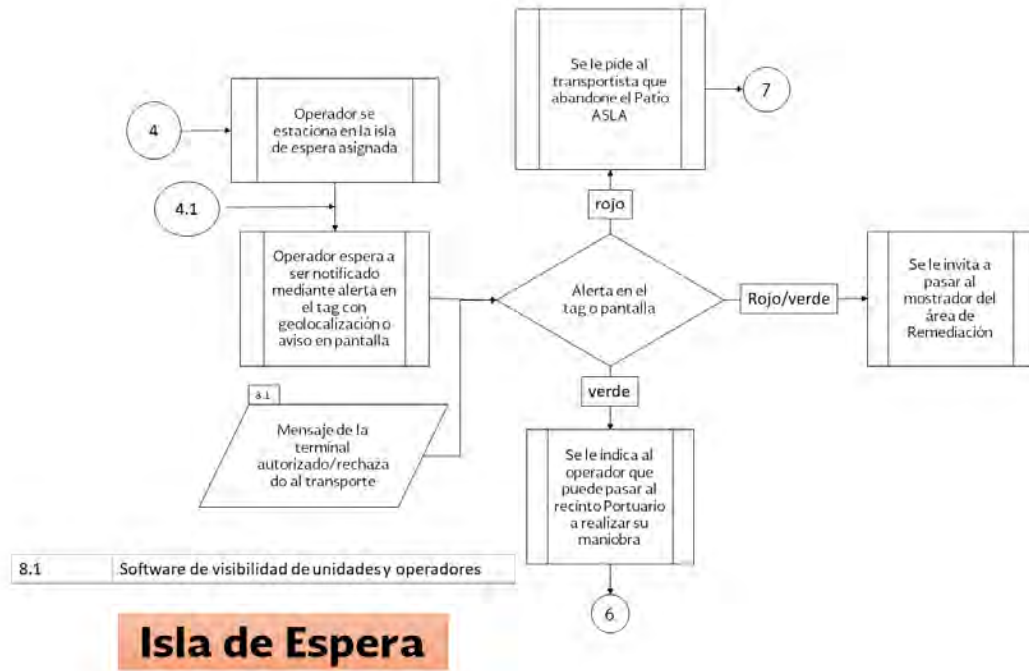 4
Operador se
estaciona en la isla
de espera asignada
4.1
Operador espera a
ser notificado
mediante alerta en
el tag con
geolocalización o
aviso en pantalla
8.1
Mensaje de la
terminal
autorizado/rechaza
do al transporte
Alerta en el
tag o pantalla
rojo
Se le pide al
transportista que
abandone el Patio
ASLA
7
Rojo/verde
Se le invita a
pasar al
mostrador del
área de
Remediación
verde
Se le indica al
operador que
puede pasar al
recinto Portuario
a realizar su
maniobra
6
8.1 Software de visibilidad de unidades y operadores
Isla de Espera